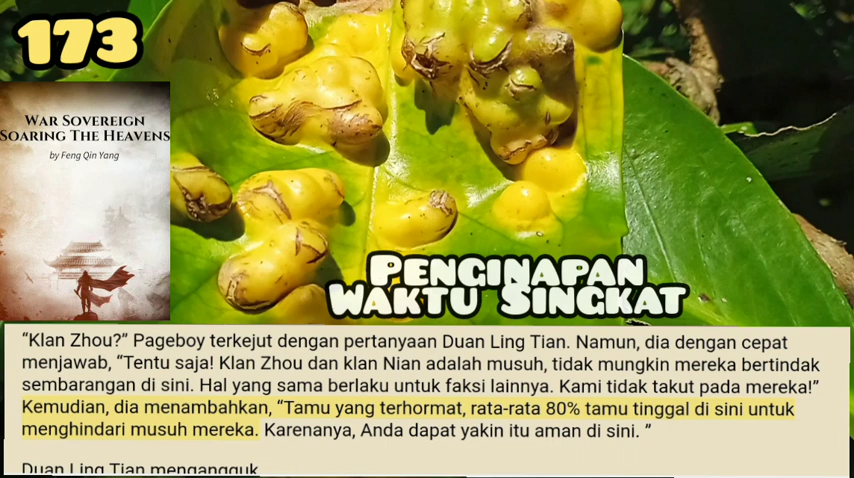 173
WAR SOVEREIGN
SOARING THE HEAVENS
by Feng Qin Yang
PENGINAPAN
WAKTU SINGKAT
“Klan Zhou?” Pageboy terkejut dengan pertanyaan Duan Ling Tian. Namun, dia dengan cepat
menjawab, “Tentu saja! Klan Zhou dan klan Nian adalah musuh, tidak mungkin mereka bertindak
sembarangan di sini. Hal yang sama berlaku untuk faksi lainnya. Kami tidak takut pada mereka!”
Kemudian, dia menambahkan, “Tamu yang terhormat, rata-rata 80% tamu tinggal di sini untuk
menghindari musuh mereka. Karenanya, Anda dapat yakin itu aman di sini. ”
Duan Ling Tian mengangguk